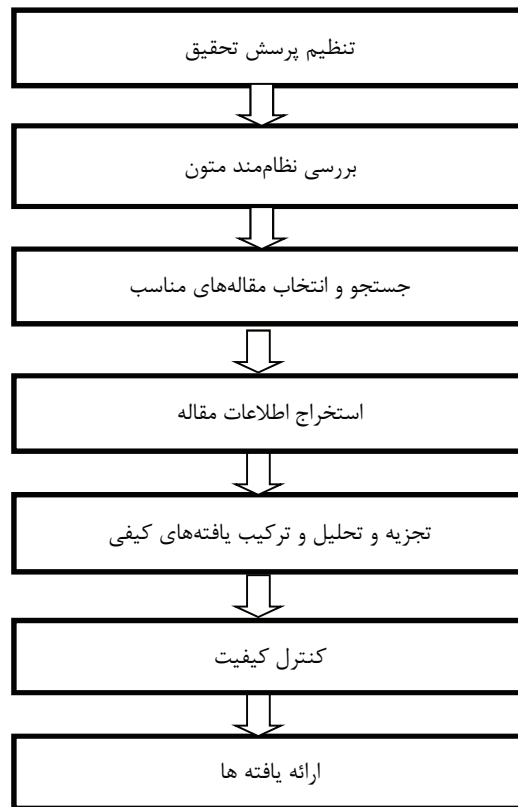 تنظیم پرسش تحقیق
بررسی نظام‌مند متون
جستجو و انتخاب مقاله‌های مناسب
استخراج اطلاعات مقاله
تجزیه و تحلیل و ترکیب یافته‌های کیفی
کنترل کیفیت
ارائه یافته ها